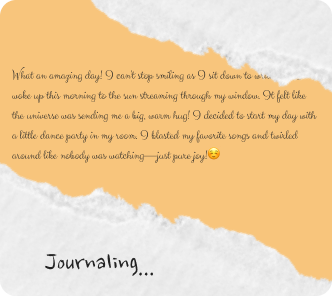 What an amazing day! I can't stop smiling as I sit down to
woke up this morning to the sun streaming through my window. It felt like
the universe was sending me a big, warm hug! I decided to start my day with
a little dance party in my room. I blasted my favorite songs and twirled
around like nobody was watching—just pure joy!☺️
Journaling...